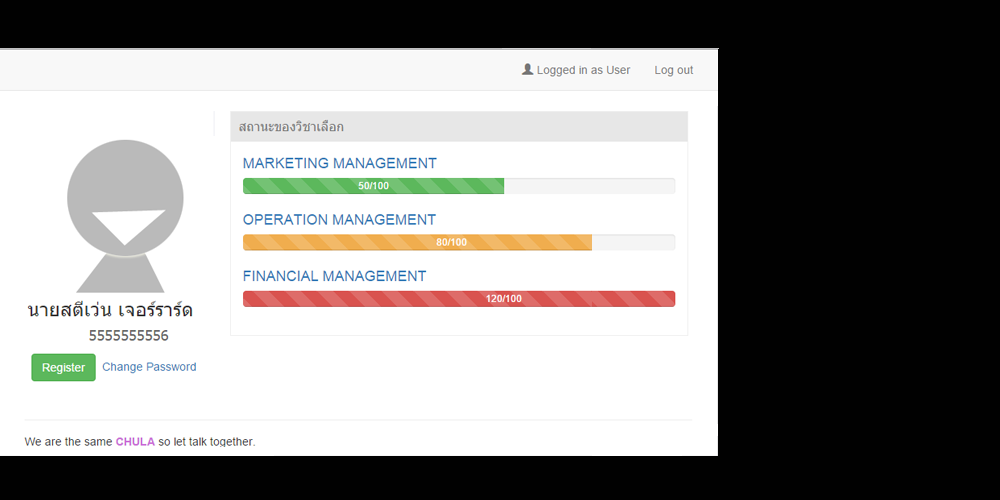 Logged in as User Log out
สถานะของวิชาเลือก
MARKETING MANAGEMENT
50/100
OPERATION MANAGEMENT
80/100
FINANCIAL MANAGEMENT
120/100
นายสตีเว่น เจอร์ราร์ด
5555555556
Register Change Password
We are the same CHULA so let talk together.